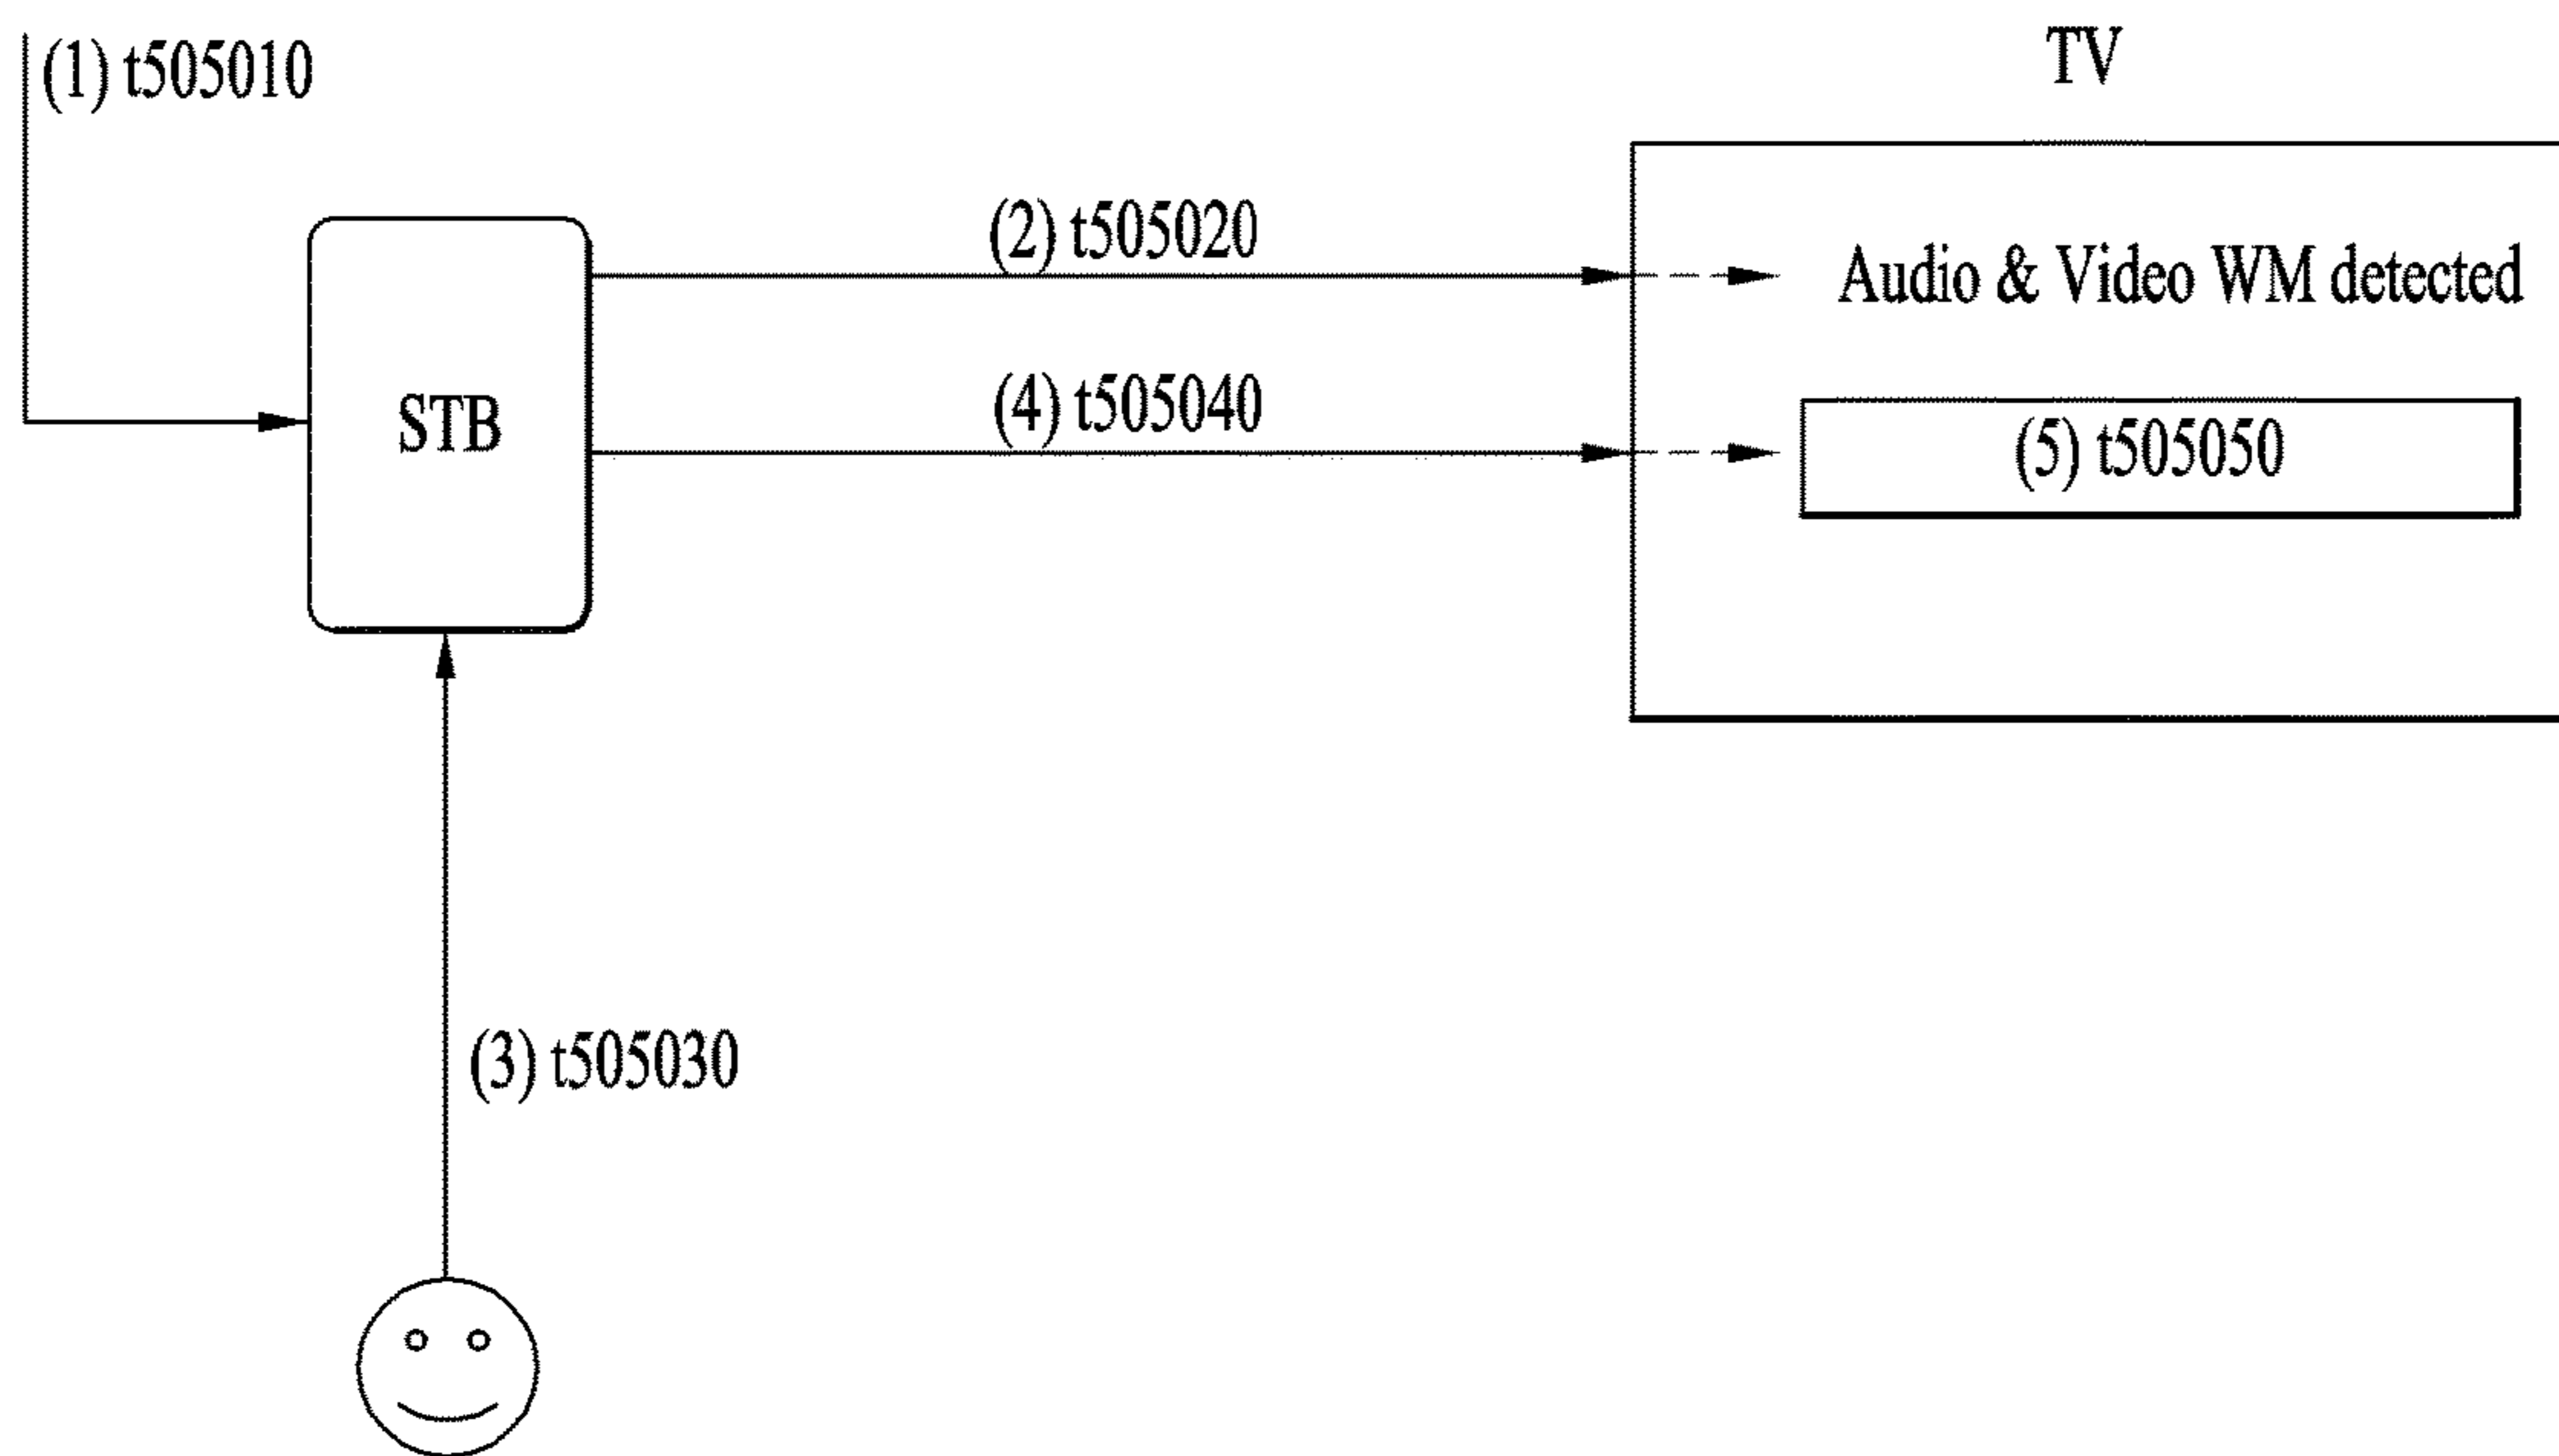 (1) t505010
TV
(2) t505020
Audio & Video WM detected
STB
(4) t505040
(5) t505050
(3) t505030